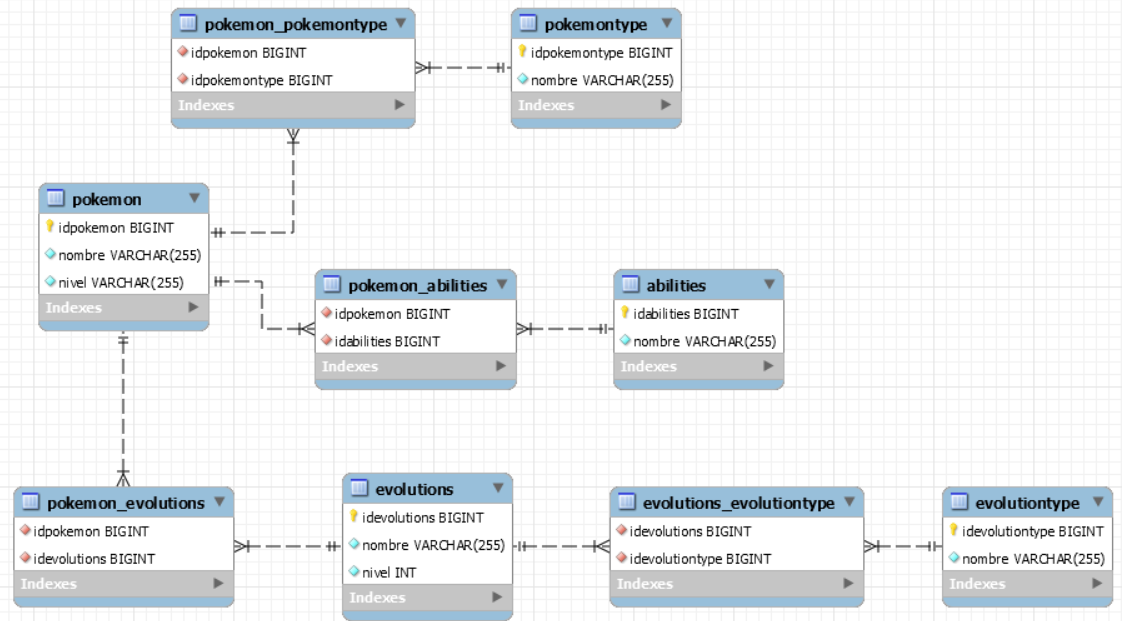 pokemon_pokemontype
idpokemon BIGINT
idpokemontype BIGINT
Indexes
pokemontype
idpokemontype BIGINT
nombre VARCHAR(255)
Indexes
pokemon
idpokemon BIGINT
nombre VARCHAR(255)
nivel VARCHAR(255)
Indexes
pokemon_abilities
idpokemon BIGINT
idabilities BIGINT
Indexes
abilities
idabilities BIGINT
nombre VARCHAR(255)
Indexes
pokemon_evolutions
idpokemon BIGINT
idevolutions BIGINT
Indexes
evolutions
idevolutions BIGINT
nombre VARCHAR(255)
nivel INT
Indexes
evolutions_evolutiontype
idevolutions BIGINT
idevolutiontype BIGINT
Indexes
evolutiontype
idevolutiontype BIGINT
nombre VARCHAR(255)
Indexes